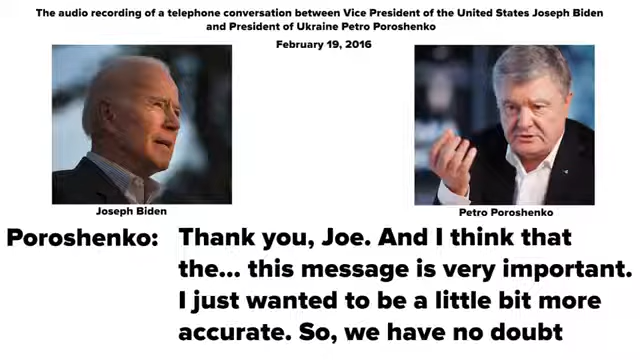 The audio recording of a telephone conversation between Vice President of the United States Joseph Biden
and President of Ukraine Petro Poroshenko
February 19, 2016
Joseph Biden
Petro Poroshenko
Poroshenko: Thank you, Joe. And I think that
the... this message is very important.
I just wanted to be a little bit more
accurate. So, we have no doubt